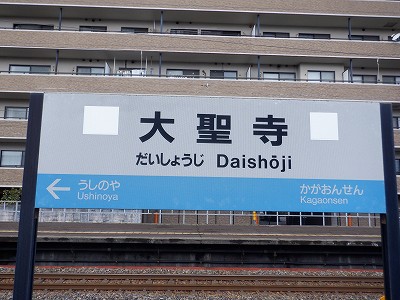 大聖寺
だいしょうじ Daishōji
← うしのや かがおんせん
Ushinoya Kagaonsen